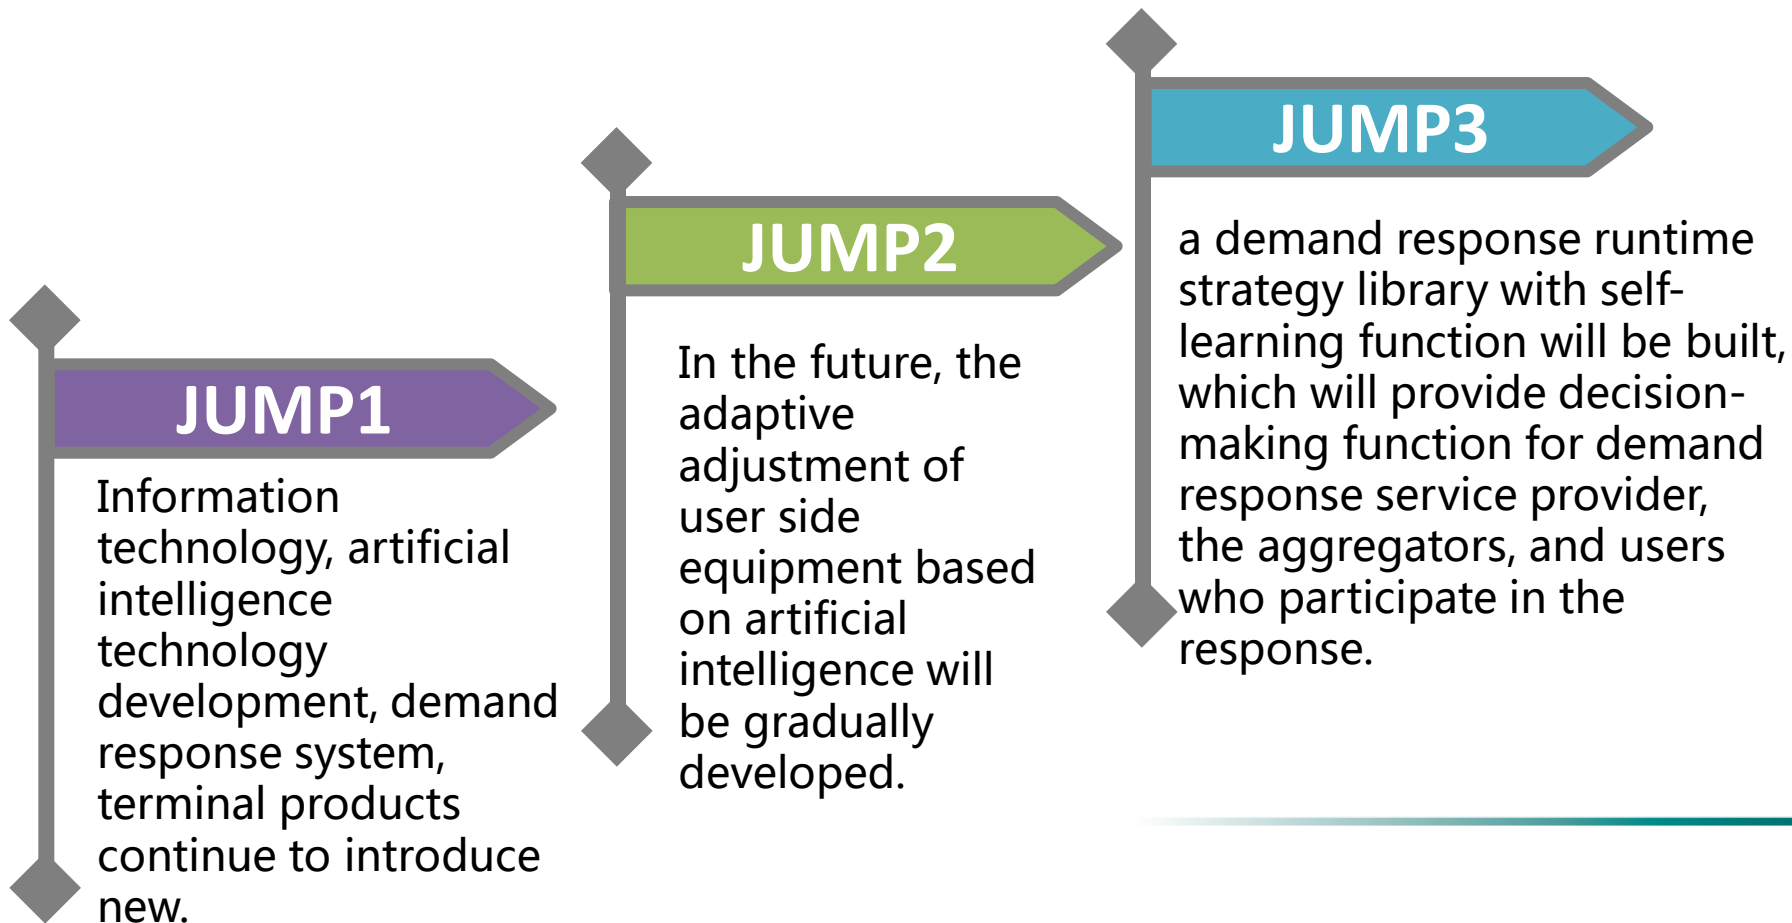 JUMP1
Information
technology, artificial
intelligence
technology
development, demand
response system,
terminal products
continue to introduce
new.
JUMP2
In the future, the
adaptive
adjustment of
user side
equipment based
on artificial
intelligence will
be gradually
developed.
JUMP3
a demand response runtime
strategy library with self-
learning function will be built,
which will provide decision-
making function for demand
response service provider,
the aggregators, and users
who participate in the
response.